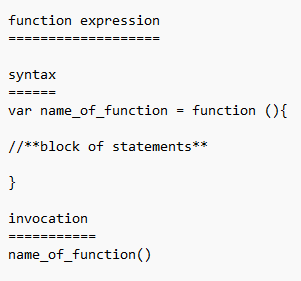 function expression
===================
syntax
======
var name_of_function = function (){
//**block of statements**
}
invocation
===========
name_of_function()